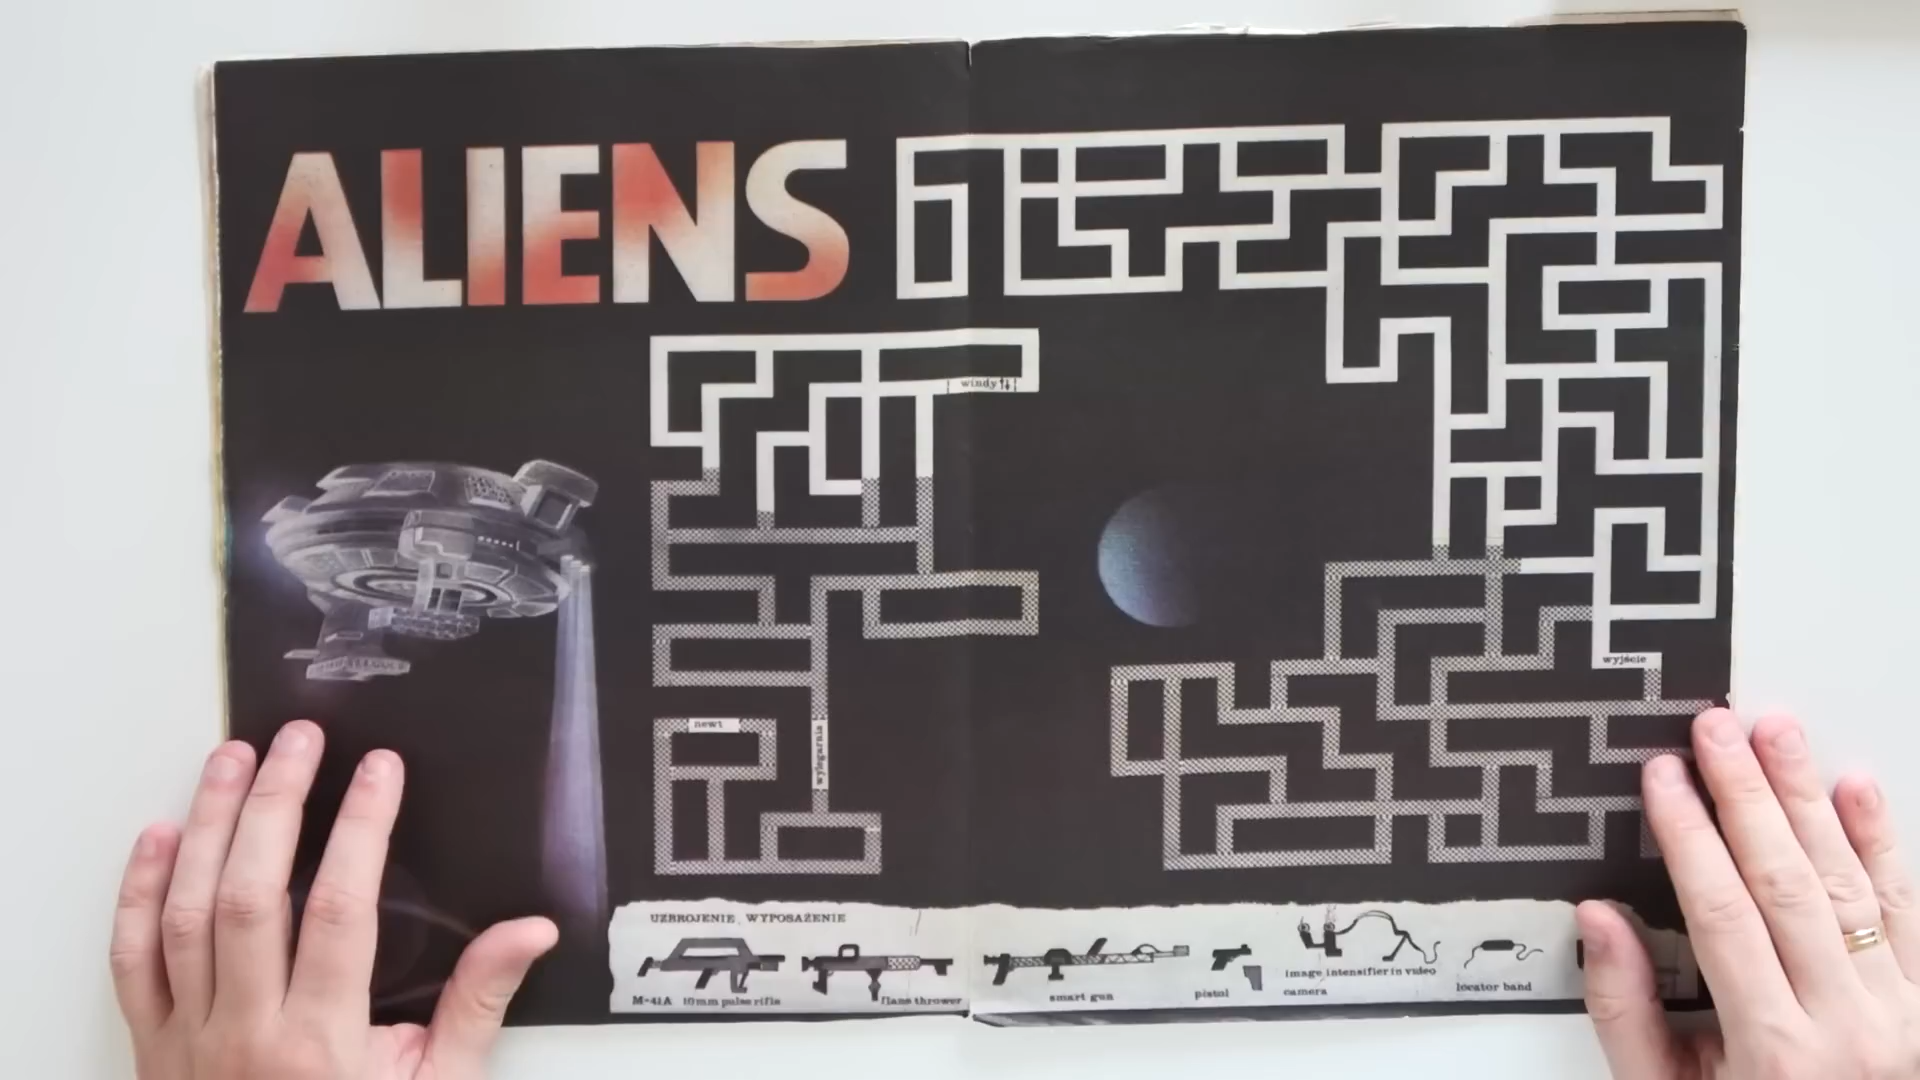 ALIENS
windy
newt
wylęgarnia
wyjście
UZBROJENIE, WYPOSAŻENIE
M-41A 10mm pulse rifle
flame thrower
smart gun
pistol
image intensifier in video
camera
locator band